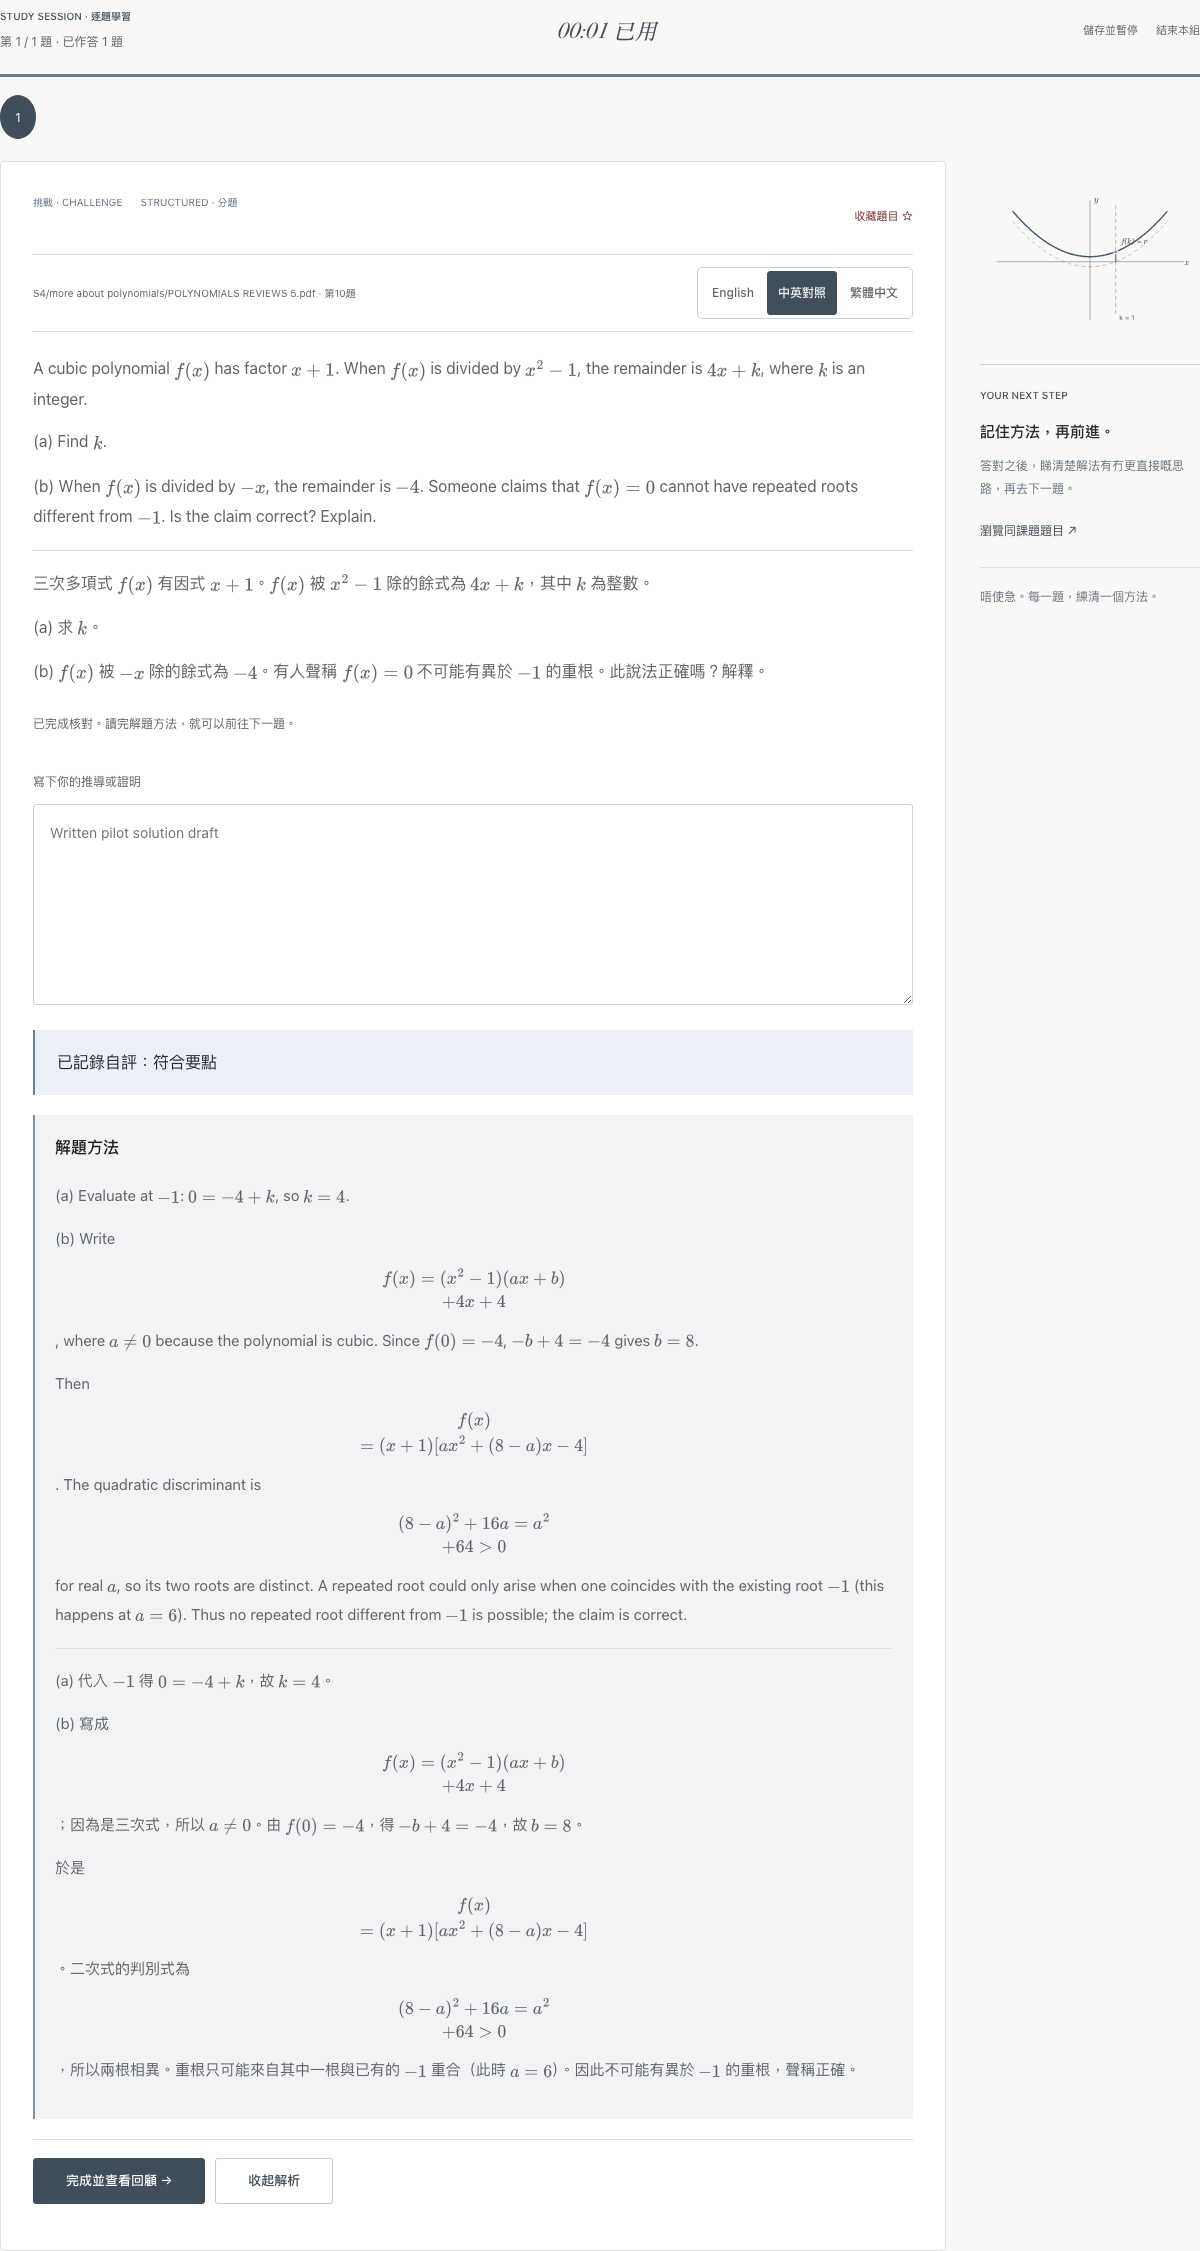 STUDY SESSION · 逐題學習
第 1 / 1 題 · 已作答 1 題
00:01 已用
儲存並暫停 結束本組
1
挑戰 · CHALLENGE STRUCTURED · 分題
收藏題目 ☆
S4/more about polynomials/POLYNOMIALS REVIEWS 5.pdf · 第10題
English 中英對照 繁體中文
A cubic polynomial f(x) has factor x + 1. When f(x) is divided by x² − 1, the remainder is 4x + k, where k is an
integer.
(a) Find k.
(b) When f(x) is divided by −x, the remainder is −4. Someone claims that f(x) = 0 cannot have repeated roots
different from −1. Is the claim correct? Explain.
三次多項式 f(x) 有因式 x + 1。f(x) 被 x² − 1 除的餘式為 4x + k，其中 k 為整數。
(a) 求 k。
(b) f(x) 被 −x 除的餘式為 −4。有人聲稱 f(x) = 0 不可能有異於 −1 的重根。此說法正確嗎？解釋。
已完成核對。讀完解題方法，就可以前往下一題。
寫下你的推導或證明
Written pilot solution draft
已記錄自評：符合要點
解題方法
(a) Evaluate at −1: 0 = −4 + k, so k = 4.
(b) Write
f(x) = (x² − 1)(ax + b)
+4x + 4
, where a ≠ 0 because the polynomial is cubic. Since f(0) = −4, −b + 4 = −4 gives b = 8.
Then
f(x)
= (x + 1)[ax² + (8 − a)x − 4]
. The quadratic discriminant is
(8 − a)² + 16a = a²
+64 > 0
for real a, so its two roots are distinct. A repeated root could only arise when one coincides with the existing root −1 (this
happens at a = 6). Thus no repeated root different from −1 is possible; the claim is correct.
(a) 代入 −1 得 0 = −4 + k，故 k = 4。
(b) 寫成
f(x) = (x² − 1)(ax + b)
+4x + 4
；因為是三次式，所以 a ≠ 0。由 f(0) = −4，得 −b + 4 = −4，故 b = 8。
於是
f(x)
= (x + 1)[ax² + (8 − a)x − 4]
。二次式的判別式為
(8 − a)² + 16a = a²
+64 > 0
，所以兩根相異。重根只可能來自其中一根與已有的 −1 重合（此時 a = 6）。因此不可能有異於 −1 的重根，聲稱正確。
完成並查看回顧 → 收起解析
y
f(k) = r
x
k = 1
YOUR NEXT STEP
記住方法，再前進。
答對之後，睇清楚解法有冇更直接嘅思
路，再去下一題。
瀏覽同課題題目 ↗
唔使急。每一題，練清一個方法。